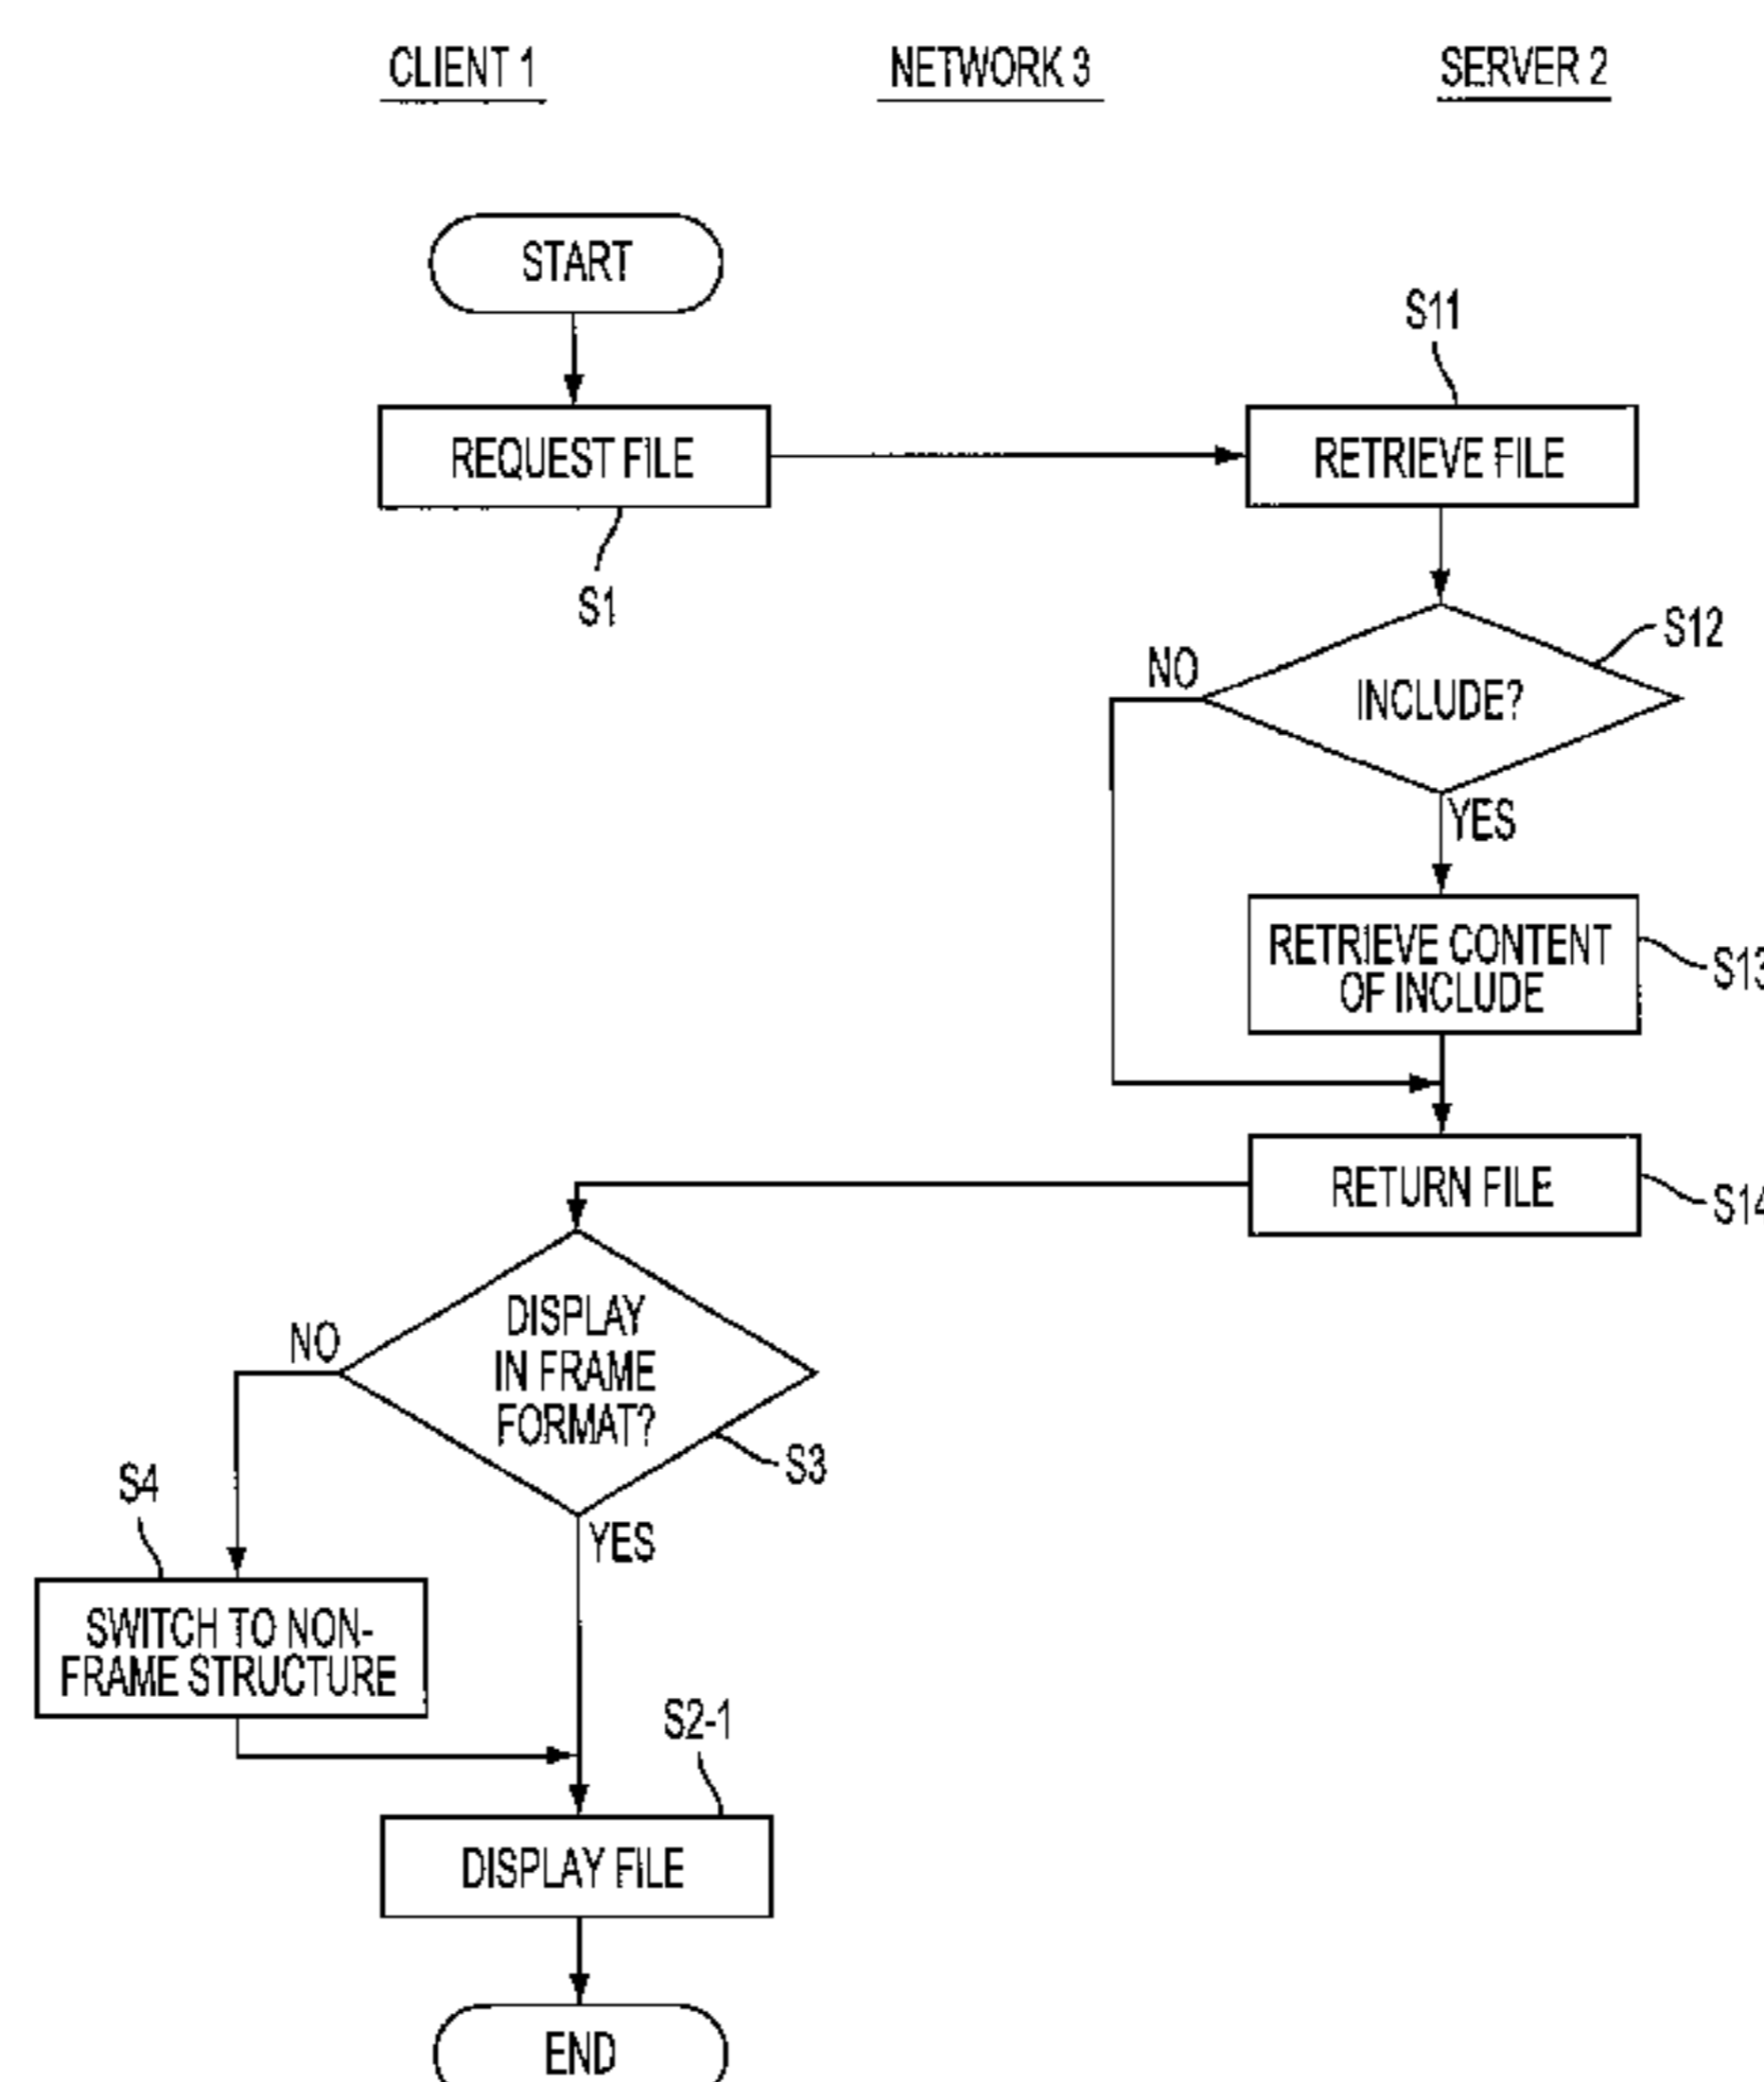 CLIENT 1
NETWORK 3
SERVER 2
START
S11
REQUEST FILE
RETRIEVE FILE
S1
S12
NO
INCLUDE?
YES
RETRIEVE CONTENT
OF INCLUDE
S13
RETURN FILE
S14
DISPLAY
IN FRAME
FORMAT?
NO
S3
S4
YES
SWITCH TO NON-
FRAME STRUCTURE
S2-1
DISPLAY FILE
END